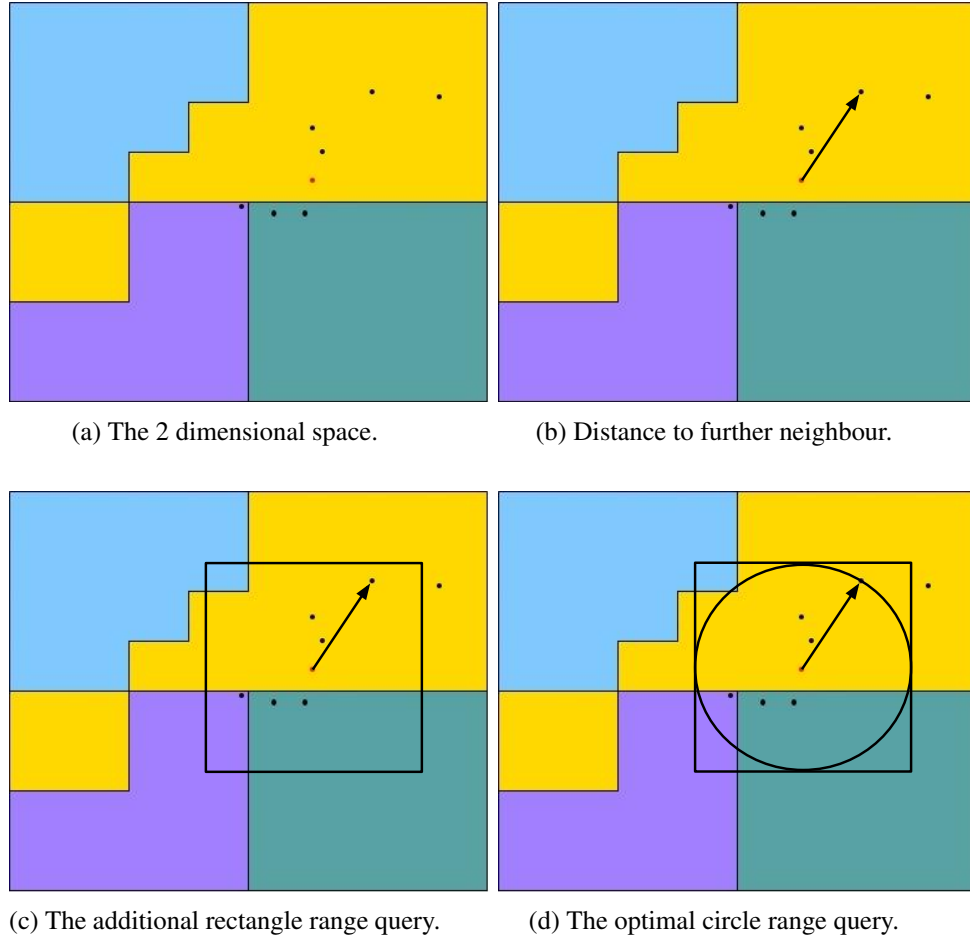 (a) The 2 dimensional space.
(b) Distance to further neighbour.
(c) The additional rectangle range query.
(d) The optimal circle range query.